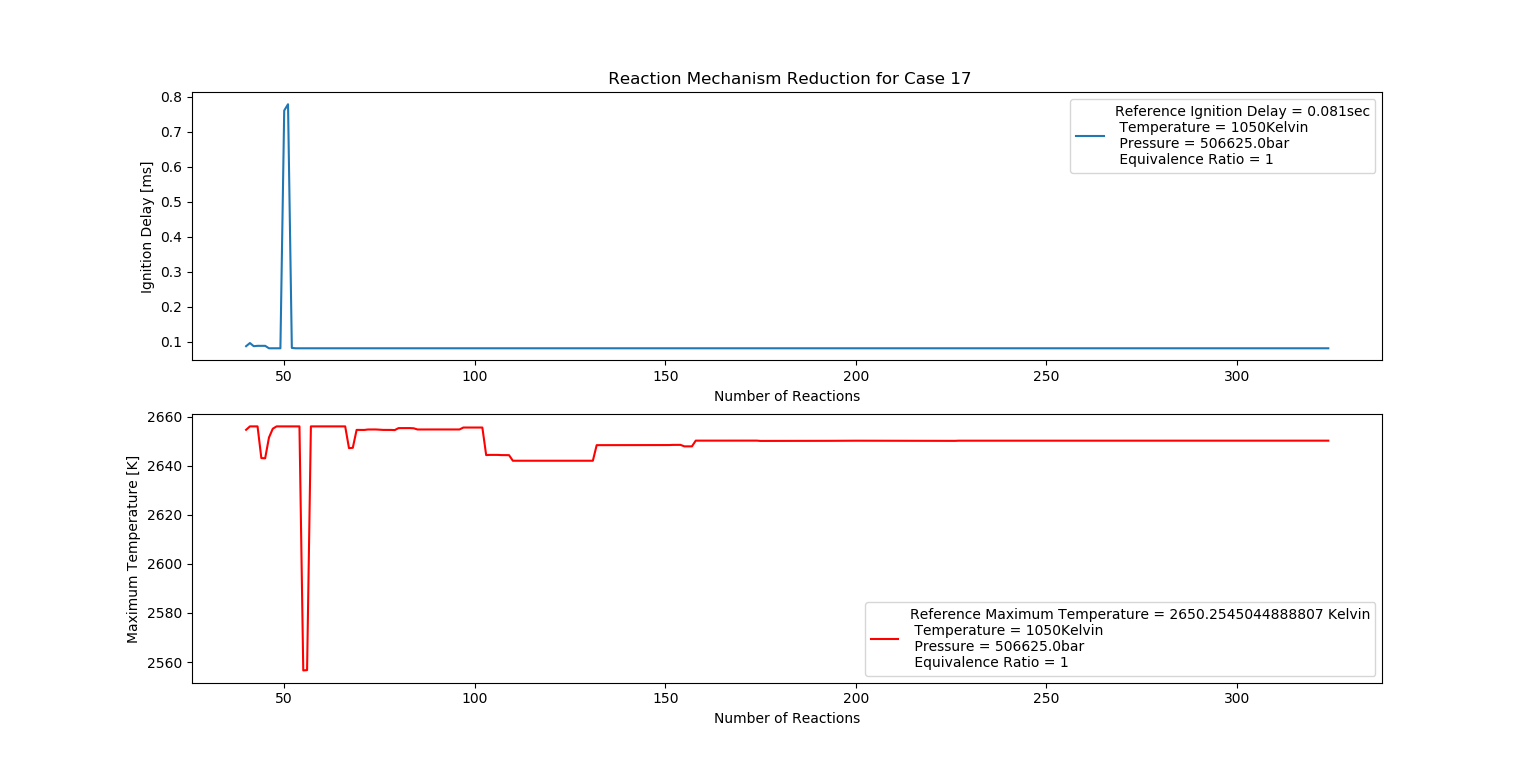 Reaction Mechanism Reduction for Case 17
0.8
0.7
0.6
0.5
0.4
0.3
0.2
0.1
Ignition Delay [ms]
Reference Ignition Delay = 0.081sec
Temperature = 1050Kelvin
Pressure = 506625.0bar
Equivalence Ratio = 1
50 100 150 200 250 300
Number of Reactions
2660
2640
2620
2600
2580
2560
Maximum Temperature [K]
Reference Maximum Temperature = 2650.2545044888807 Kelvin
Temperature = 1050Kelvin
Pressure = 506625.0bar
Equivalence Ratio = 1
50 100 150 200 250 300
Number of Reactions